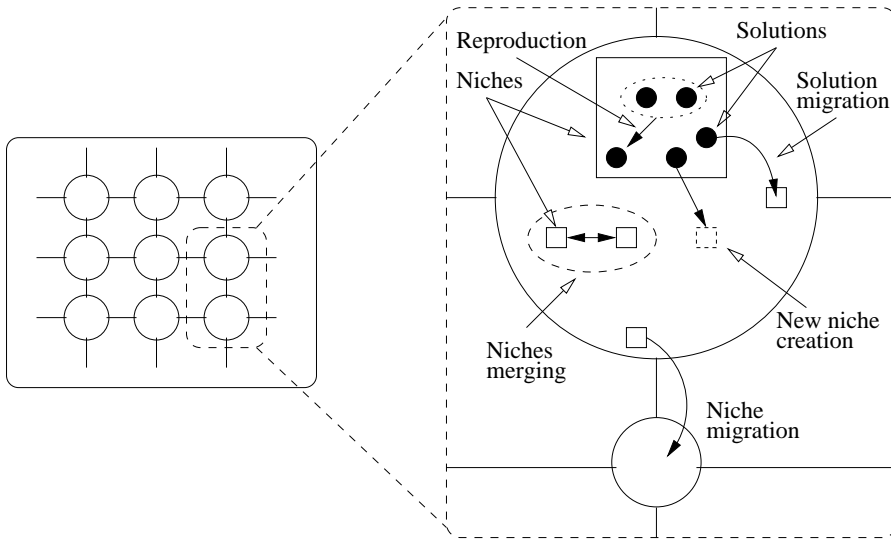 Reproduction
Solutions
Niches
Solution
migration
New niche
creation
Niches
merging
Niche
migration